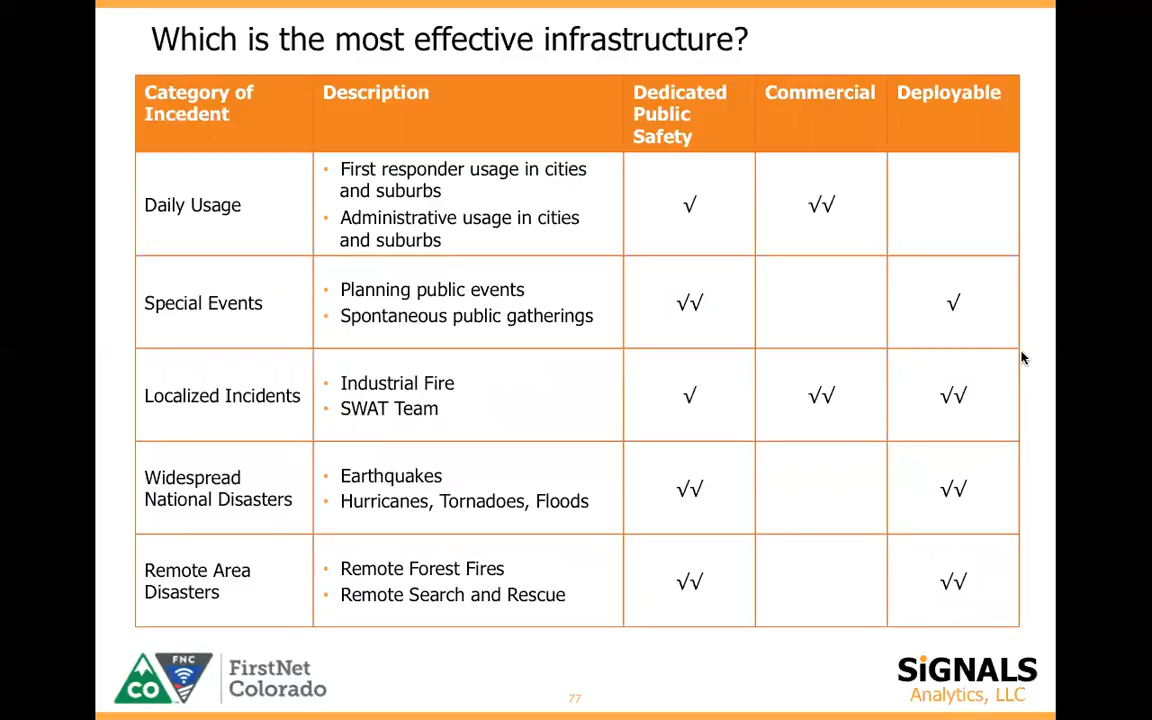 Which is the most effective infrastructure?
Category of
Incedent
Description
Dedicated
Public
Safety
Commercial
Deployable
Daily Usage
• First responder usage in cities
and suburbs
• Administrative usage in cities
and suburbs
√
√√
Special Events
• Planning public events
• Spontaneous public gatherings
√√
√
Localized Incidents
• Industrial Fire
• SWAT Team
√
√√
√√
Widespread
National Disasters
• Earthquakes
• Hurricanes, Tornadoes, Floods
√√
√√
Remote Area
Disasters
• Remote Forest Fires
• Remote Search and Rescue
√√
√√
CO
FNC
FirstNet
Colorado
77
SiGNALS
Analytics, LLC